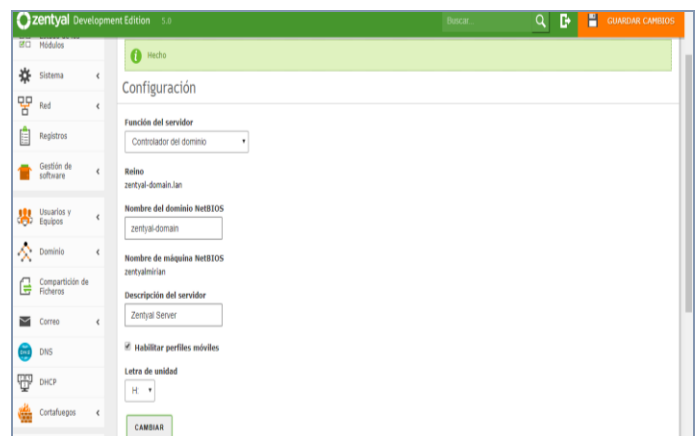 zentyal Development Edition 5.0
Buscar...
GUARDAR CAMBIOS
Módulos
Sistema
Red
Registros
Gestión de
software
Usuarios y
Equipos
Dominio
Compartición de
Ficheros
Correo
DNS
DHCP
Cortafuegos
Hecho
Configuración
Función del servidor
Controlador del dominio
Reino
zentyal-domain.lan
Nombre del dominio NetBIOS
zentyal-domain
Nombre de máquina NetBIOS
zentyalmirian
Descripción del servidor
Zentyal Server
Habilitar perfiles móviles
Letra de unidad
H
CAMBIAR